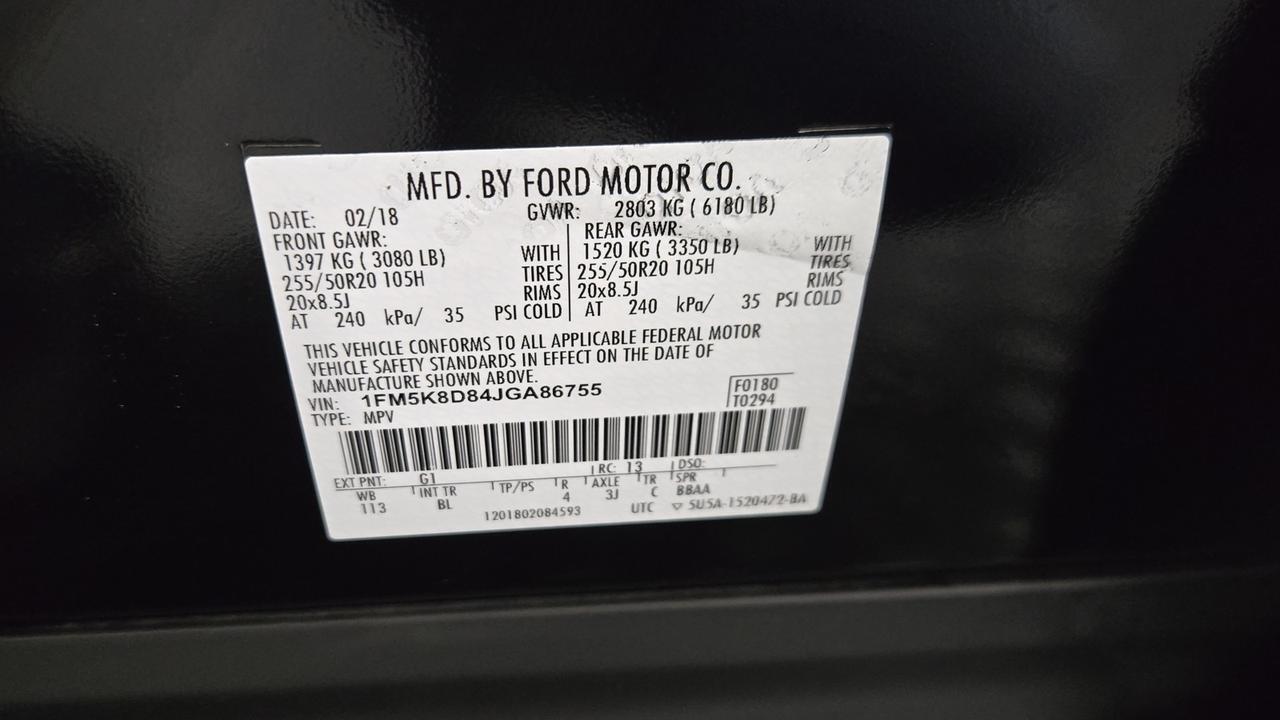 MFD. BY FORD MOTOR CO.
DATE: 02/18 GVWR: 2803 KG ( 6180 LB)
FRONT GAWR: REAR GAWR:
1397 KG ( 3080 LB) WITH 1520 KG ( 3350 LB) WITH
255/50R20 105H TIRES 255/50R20 105H TIRES
20x8.5J RIMS 20x8.5J RIMS
AT 240 kPa/ 35 PSI COLD AT 240 kPa/ 35 PSI COLD
THIS VEHICLE CONFORMS TO ALL APPLICABLE FEDERAL MOTOR
VEHICLE SAFETY STANDARDS IN EFFECT ON THE DATE OF
MANUFACTURE SHOWN ABOVE.
VIN: 1FM5K8D84JGA86755 F0180
TYPE: MPV T0294
EXT PNT: G1 RC: 13 DSO:
WB INT TR TP/PS R AXLE TR SPR
113 BL 4 3J C BBAA
1201802084593 UTC ▽ 5U5A-1520472-BA